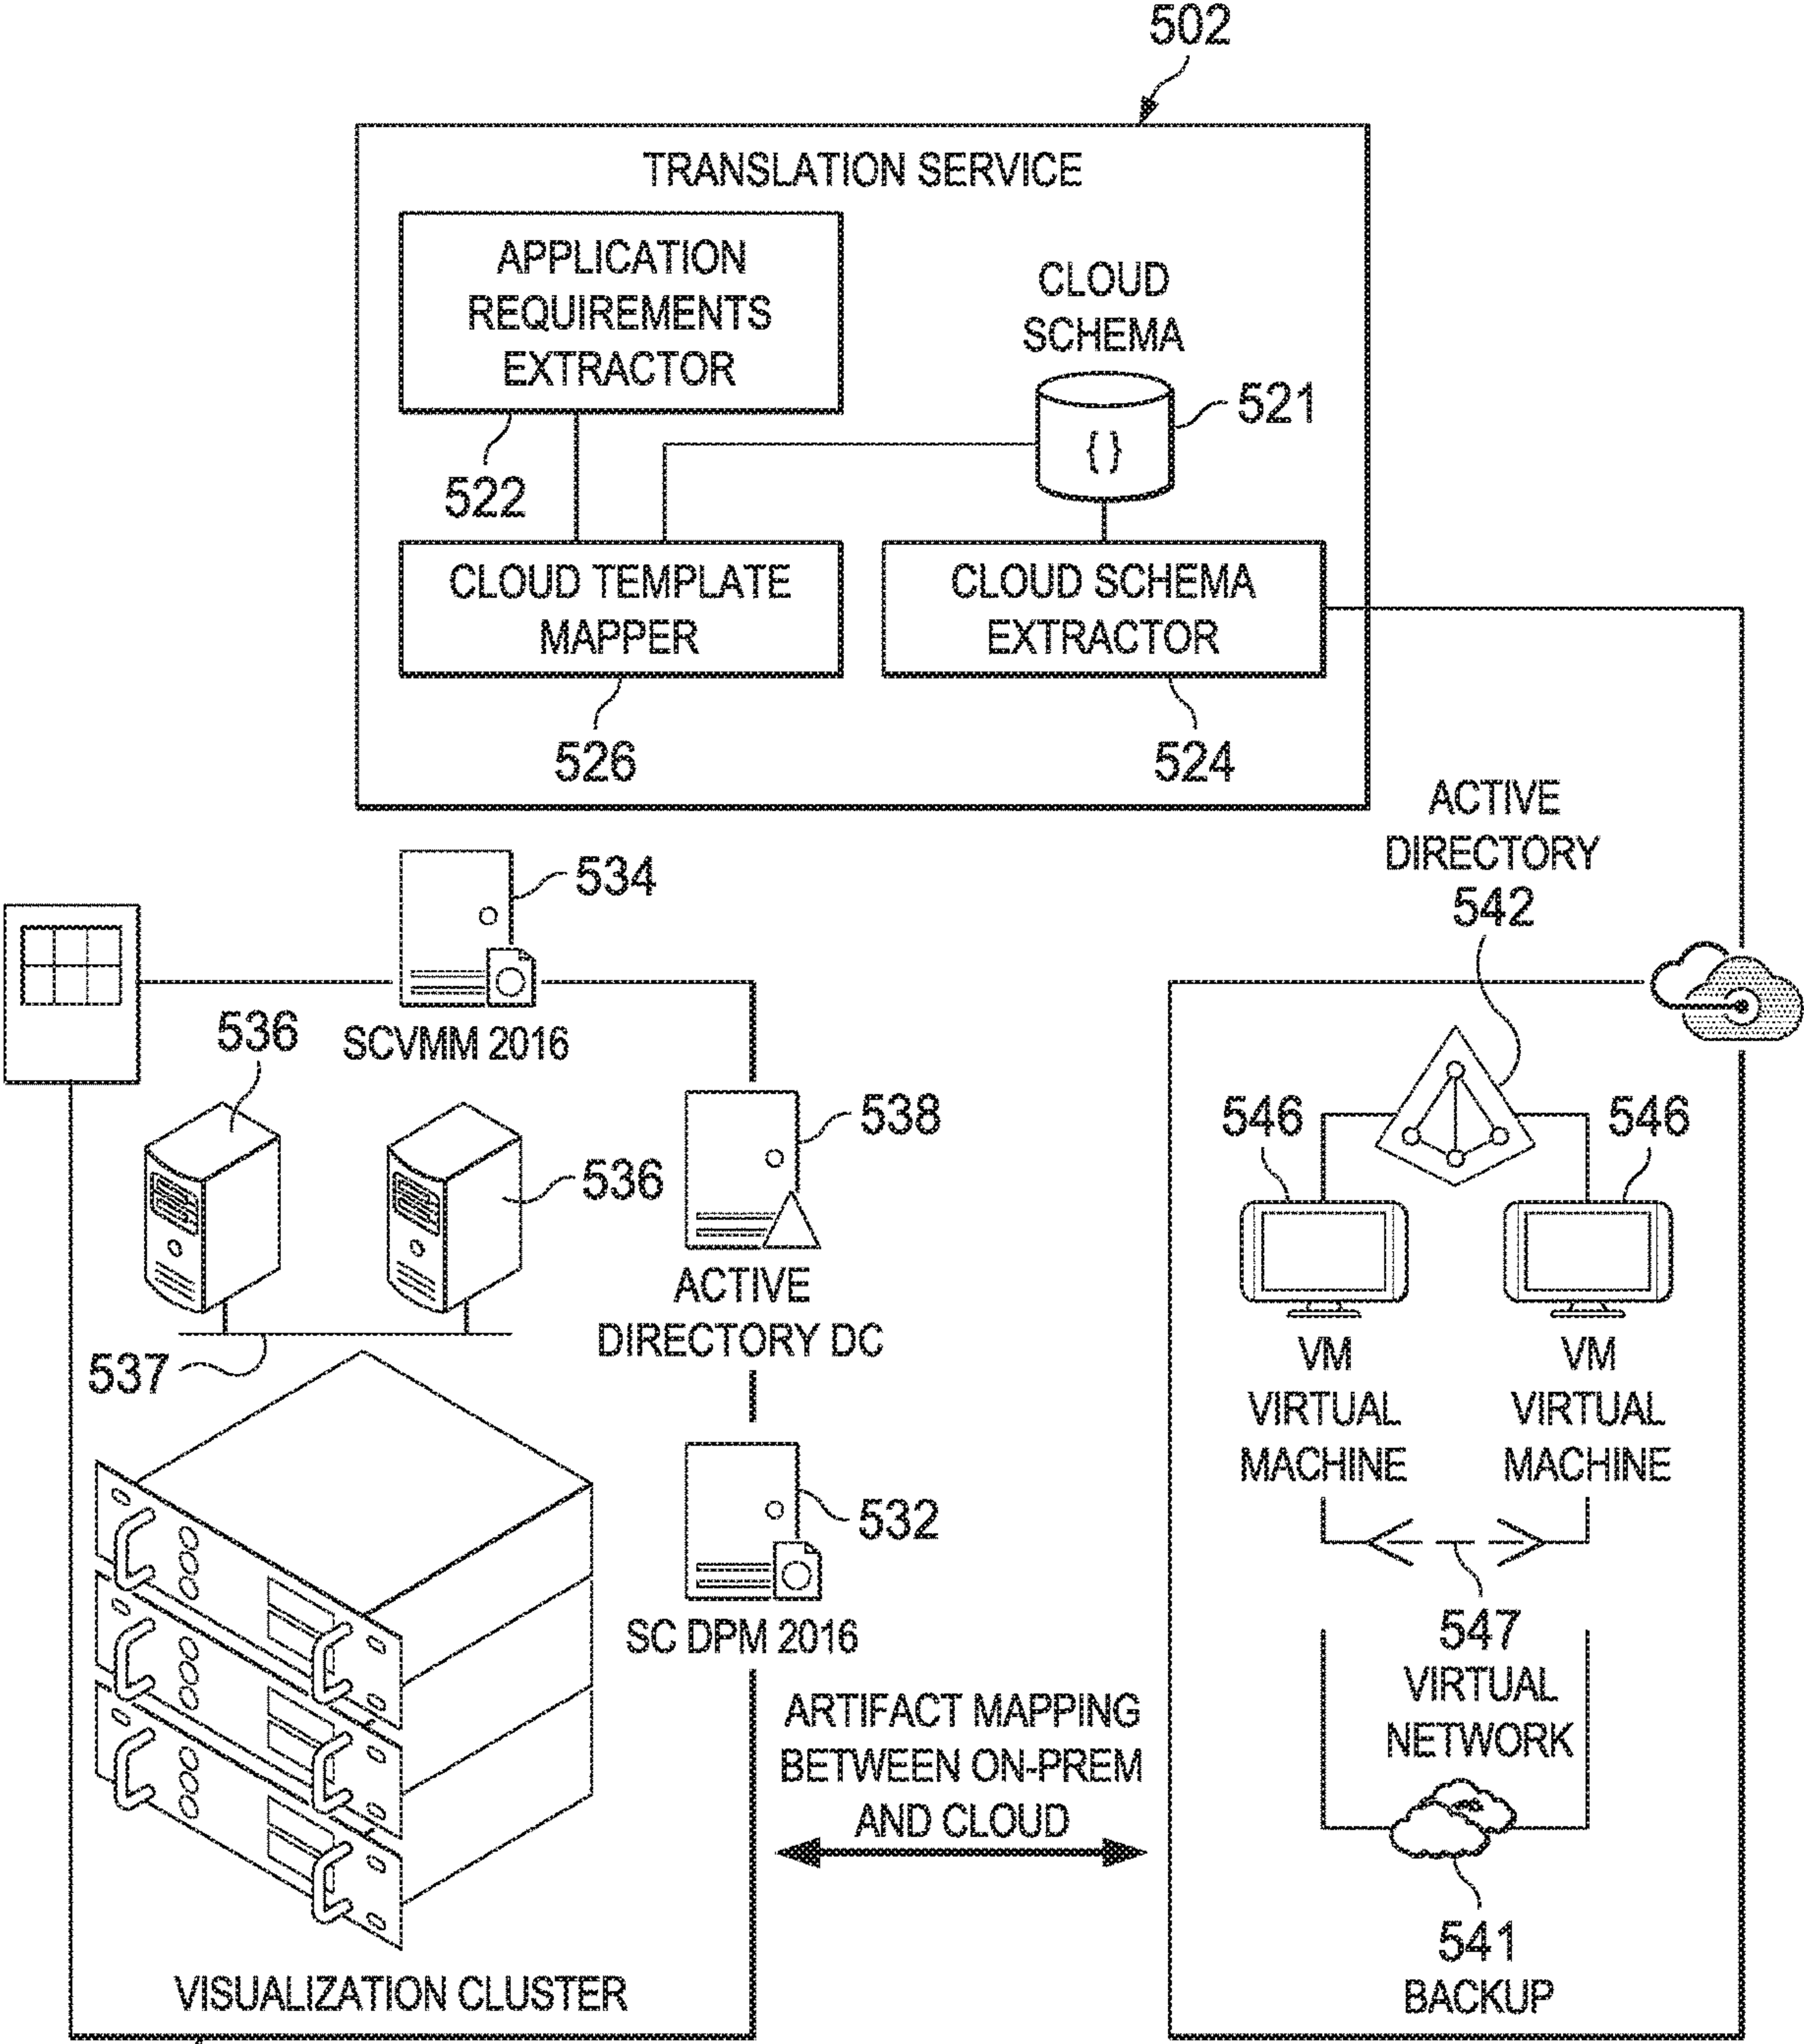 502
TRANSLATION SERVICE
APPLICATION
REQUIREMENTS
EXTRACTOR
CLOUD
SCHEMA
521
{ }
522
CLOUD TEMPLATE
MAPPER
CLOUD SCHEMA
EXTRACTOR
526
524
ACTIVE
DIRECTORY
542
534
SCVMM 2016
536
536
538
ACTIVE
DIRECTORY DC
537
532
SC DPM 2016
546
546
VM
VIRTUAL
MACHINE
VM
VIRTUAL
MACHINE
547
VIRTUAL
NETWORK
ARTIFACT MAPPING
BETWEEN ON-PREM
AND CLOUD
541
BACKUP
VISUALIZATION CLUSTER